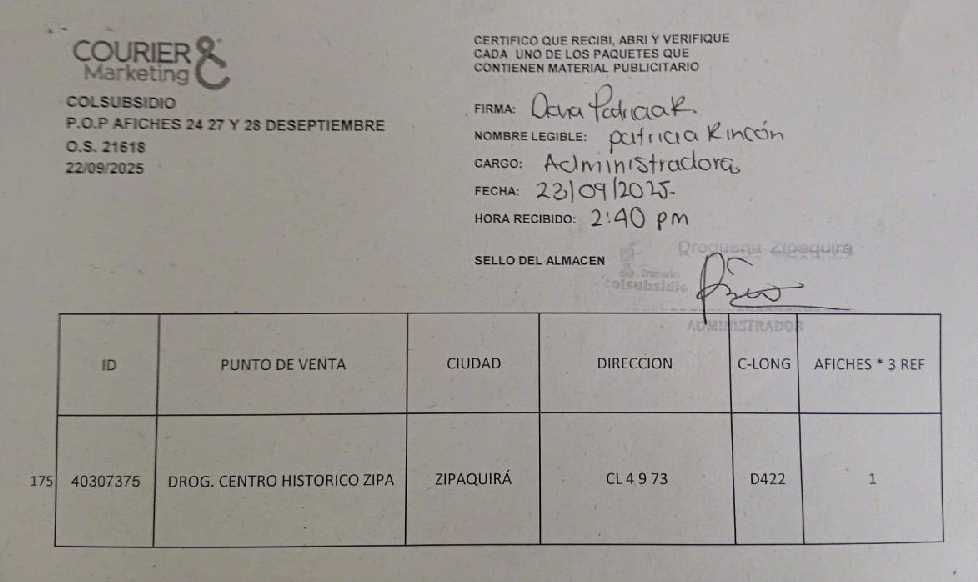 COURIER &
Marketing
COLSUBSIDIO
P.O.P AFICHES 24 27 Y 28 DESEPTIEMBRE
O.S. 21618
22/09/2025
CERTIFICO QUE RECIBI, ABRI Y VERIFIQUE
CADA UNO DE LOS PAQUETES QUE
CONTIENEN MATERIAL PUBLICITARIO
FIRMA: Patricia R.
NOMBRE LEGIBLE: patricia Rincón
CARGO: Administradora
FECHA: 23/09/2025
HORA RECIBIDO: 2:40 pm
SELLO DEL ALMACEN
Drogueria Zipaquira
Colsubsidio
ADMINISTRADOR
ID PUNTO DE VENTA CIUDAD DIRECCION C-LONG AFICHES * 3 REF
175 40307375 DROG. CENTRO HISTORICO ZIPA ZIPAQUIRÁ CL 4 9 73 D422 1